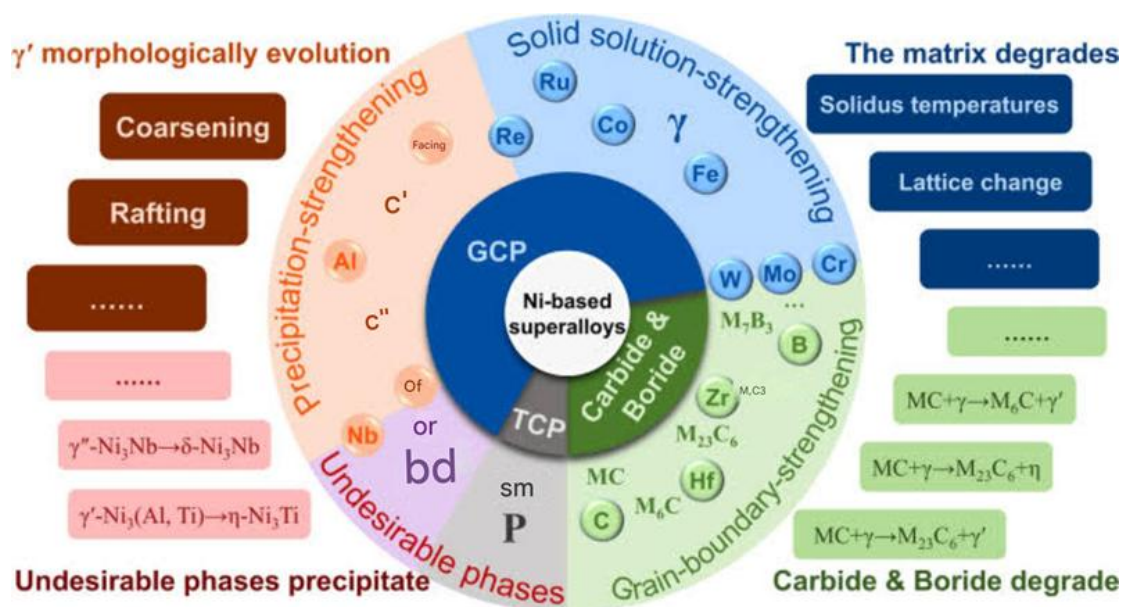 γ′ morphologically evolution
Coarsening
Rafting
......
......
γ″-Ni₃Nb→δ-Ni₃Nb
γ′-Ni₃(Al, Ti)→η-Ni₃Ti
Undesirable phases precipitate
Precipitation-strengthening
Facing
c'
Al
c"
Of
Nb
Solid solution-strengthening
Ru
Re
Co
γ
Fe
W
Mo
Cr
GCP
Ni-based
superalloys
TCP
Carbide &
Boride
or
bd
sm
P
Undesirable phases
...
M₇B₃
B
Zr
M,C3
M₂₃C₆
MC
Hf
M₆C
C
Grain-boundary-strengthening
The matrix degrades
Solidus temperatures
Lattice change
......
......
MC+γ→M₆C+γ′
MC+γ→M₂₃C₆+η
MC+γ→M₂₃C₆+γ′
Carbide & Boride degrade